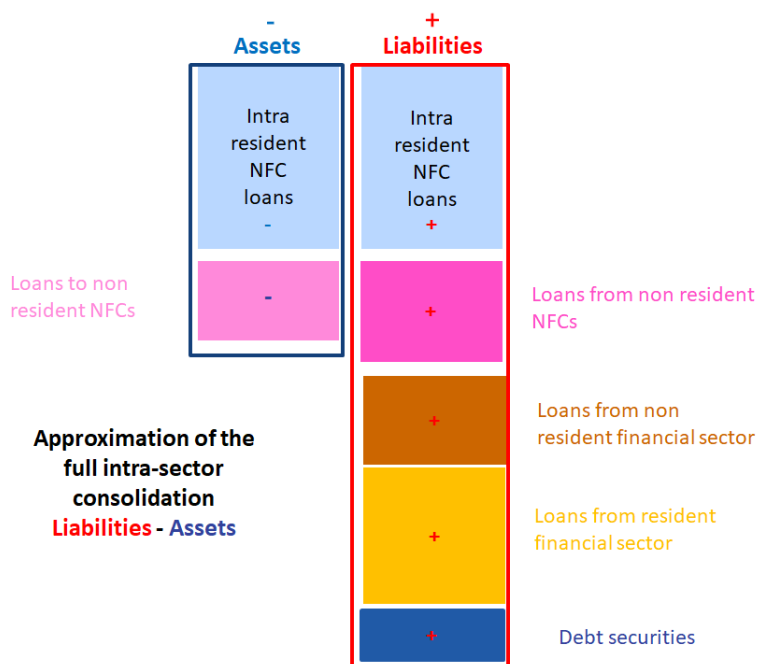 -
Assets
+
Liabilities
Intra
resident
NFC
loans
-
Intra
resident
NFC
loans
+
Loans to non
resident NFCs
-
+
Loans from non resident
NFCs
+
Loans from non
resident financial sector
Approximation of the
full intra-sector
consolidation
Liabilities - Assets
+
Loans from resident
financial sector
+
Debt securities